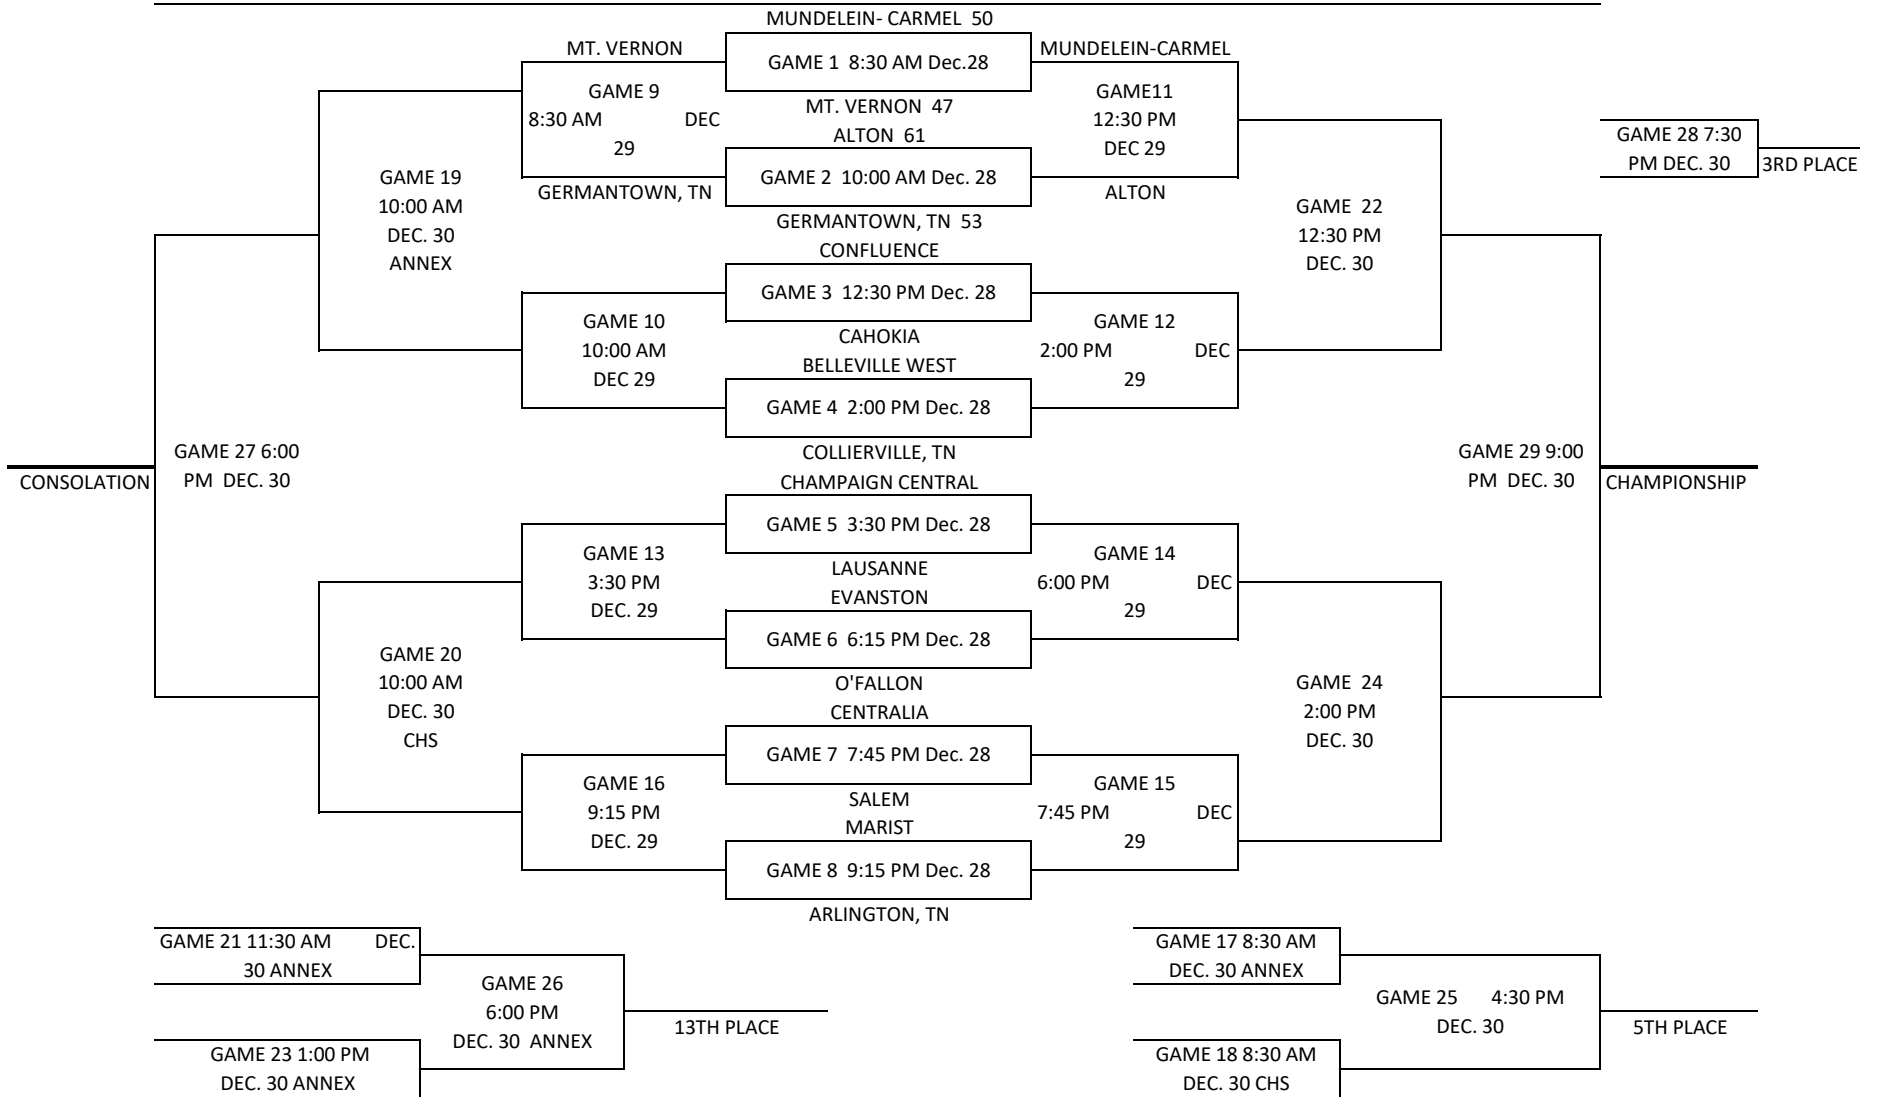 MUNDELEIN- CARMEL 50
MT. VERNON
GAME 1 8:30 AM Dec.28
MUNDELEIN-CARMEL
GAME 9
8:30 AM DEC
29
MT. VERNON 47
ALTON 61
GAME11
12:30 PM
DEC 29
GAME 28 7:30
PM DEC. 30
3RD PLACE
GAME 19
10:00 AM
DEC. 30
ANNEX
GERMANTOWN, TN
GAME 2 10:00 AM Dec. 28
ALTON
GERMANTOWN, TN 53
CONFLUENCE
GAME 22
12:30 PM
DEC. 30
GAME 3 12:30 PM Dec. 28
GAME 10
10:00 AM
DEC 29
CAHOKIA
BELLEVILLE WEST
GAME 12
2:00 PM DEC
29
GAME 4 2:00 PM Dec. 28
COLLIERVILLE, TN
CHAMPAIGN CENTRAL
GAME 27 6:00
PM DEC. 30
CONSOLATION
GAME 29 9:00
PM DEC. 30
CHAMPIONSHIP
GAME 5 3:30 PM Dec. 28
GAME 13
3:30 PM
DEC. 29
LAUSANNE
EVANSTON
GAME 14
6:00 PM DEC
29
GAME 6 6:15 PM Dec. 28
GAME 20
10:00 AM
DEC. 30
CHS
O'FALLON
CENTRALIA
GAME 24
2:00 PM
DEC. 30
GAME 7 7:45 PM Dec. 28
GAME 16
9:15 PM
DEC. 29
SALEM
MARIST
GAME 15
7:45 PM DEC
29
GAME 8 9:15 PM Dec. 28
ARLINGTON, TN
GAME 21 11:30 AM DEC.
30 ANNEX
GAME 26
6:00 PM
DEC. 30 ANNEX
13TH PLACE
GAME 23 1:00 PM
DEC. 30 ANNEX
GAME 17 8:30 AM
DEC. 30 ANNEX
GAME 25 4:30 PM
DEC. 30
5TH PLACE
GAME 18 8:30 AM
DEC. 30 CHS